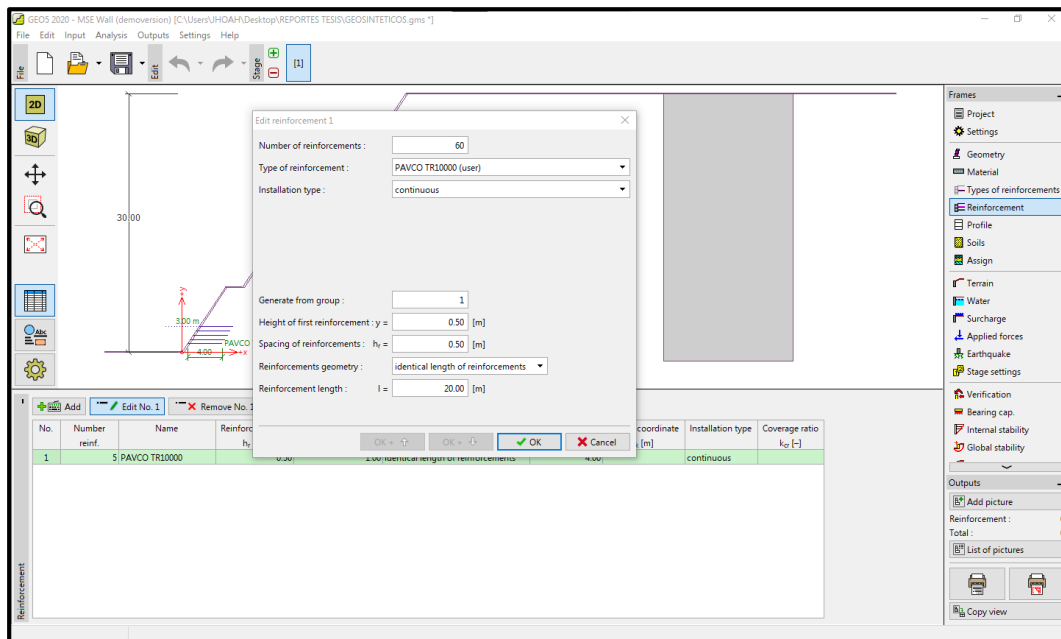 GEO5 2020 - MSE Wall (demoversion) [C:\Users\JHOAH\Desktop\REPORTES TESIS\GEOSINTETICOS.gms *]
File Edit Input Analysis Outputs Settings Help
File
Edit
Stage
[1]
2D
3D
Abc
30.00
+y
3.00 m
PAVCO
4.00
+x
Edit reinforcement 1
Number of reinforcements : 60
Type of reinforcement : PAVCO TR10000 (user)
Installation type : continuous
Generate from group : 1
Height of first reinforcement : y = 0.50 [m]
Spacing of reinforcements : hr = 0.50 [m]
Reinforcements geometry : identical length of reinforcements
Reinforcement length : l = 20.00 [m]
OK + OK + OK Cancel
Frames
Project
Settings
Geometry
Material
Types of reinforcements
Reinforcement
Profile
Soils
Assign
Terrain
Water
Surcharge
Applied forces
Earthquake
Stage settings
Verification
Bearing cap.
Internal stability
Global stability
Outputs
Add picture
Reinforcement :
Total :
List of pictures
Copy view
Add Edit No. 1 Remove No. 1
No. Number Name coordinate Installation type Coverage ratio
reinf. [m] kcr [–]
1 5 PAVCO TR10000 0.50 1.00 identical length of reinforcements 4.00 continuous
Reinforcement